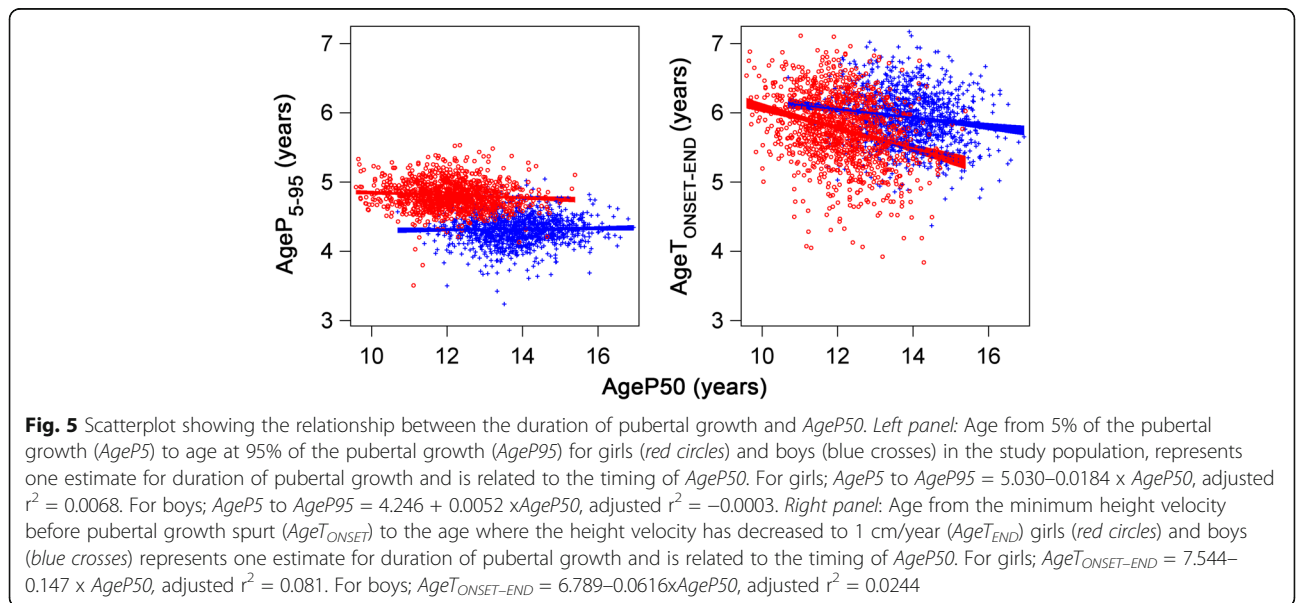 7
6
5
4
3
AgeP5-95 (years)
10 12 14 16
7
6
5
4
3
AgeTONSET-END (years)
10 12 14 16
AgeP50 (years)
Fig. 5 Scatterplot showing the relationship between the duration of pubertal growth and AgeP50. Left panel: Age from 5% of the pubertal
growth (AgeP5) to age at 95% of the pubertal growth (AgeP95) for girls (red circles) and boys (blue crosses) in the study population, represents
one estimate for duration of pubertal growth and is related to the timing of AgeP50. For girls; AgeP5 to AgeP95 = 5.030–0.0184 x AgeP50, adjusted
r² = 0.0068. For boys; AgeP5 to AgeP95 = 4.246 + 0.0052 xAgeP50, adjusted r² = −0.0003. Right panel: Age from the minimum height velocity
before pubertal growth spurt (AgeTONSET) to the age where the height velocity has decreased to 1 cm/year (AgeTEND) girls (red circles) and boys
(blue crosses) represents one estimate for duration of pubertal growth and is related to the timing of AgeP50. For girls; AgeTONSET–END = 7.544–
0.147 x AgeP50, adjusted r² = 0.081. For boys; AgeTONSET–END = 6.789–0.0616xAgeP50, adjusted r² = 0.0244